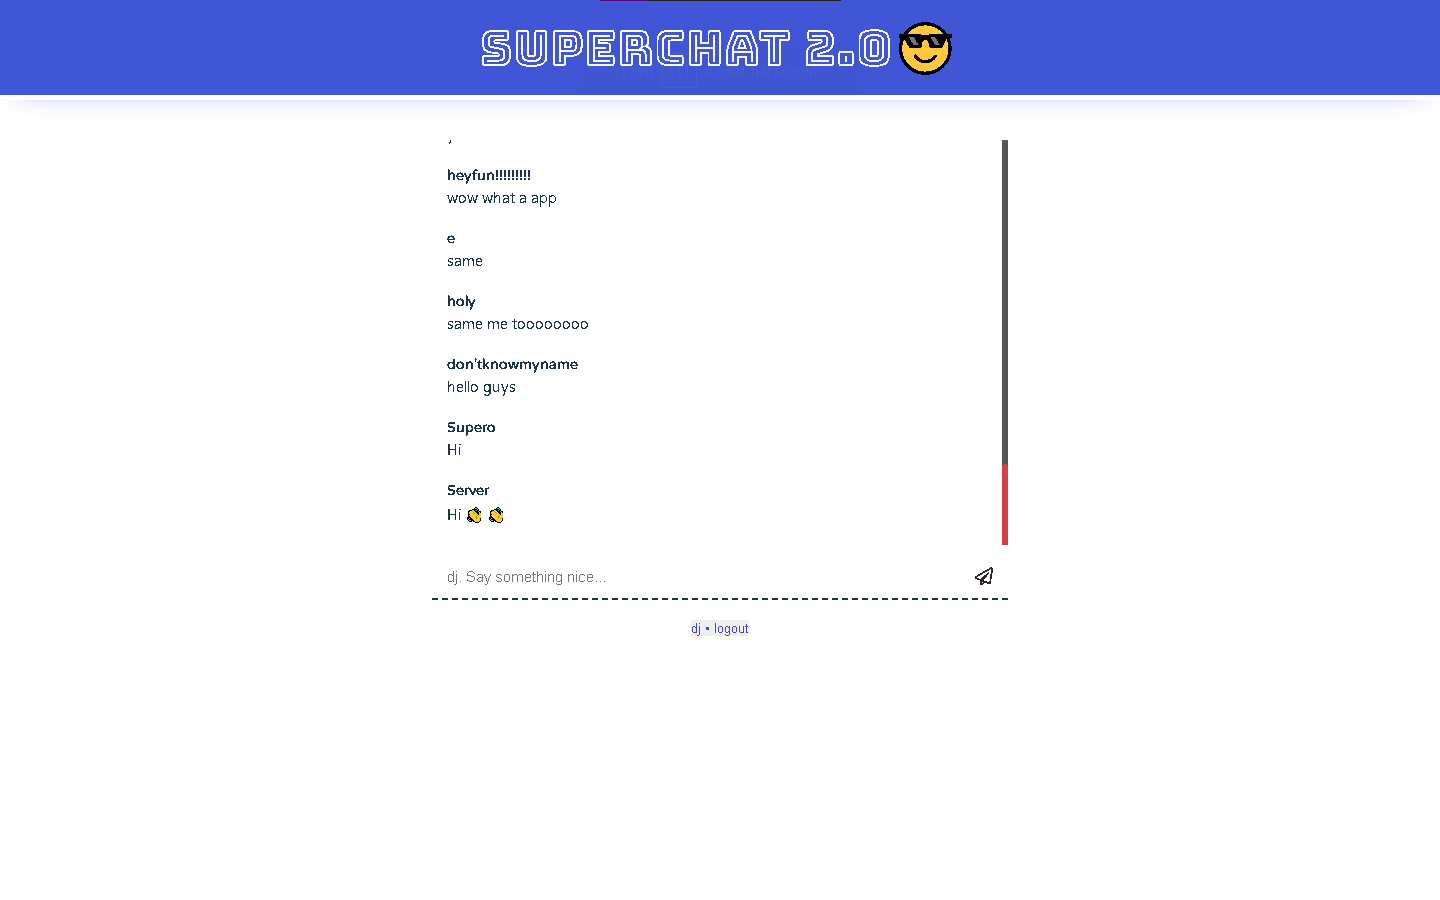 SUPERCHAT 2.0
heyfun!!!!!!!!!
wow what a app
e
same
holy
same me toooooooo
don'tknowmyname
hello guys
Supero
Hi
Server
Hi
dj. Say something nice...
dj • logout